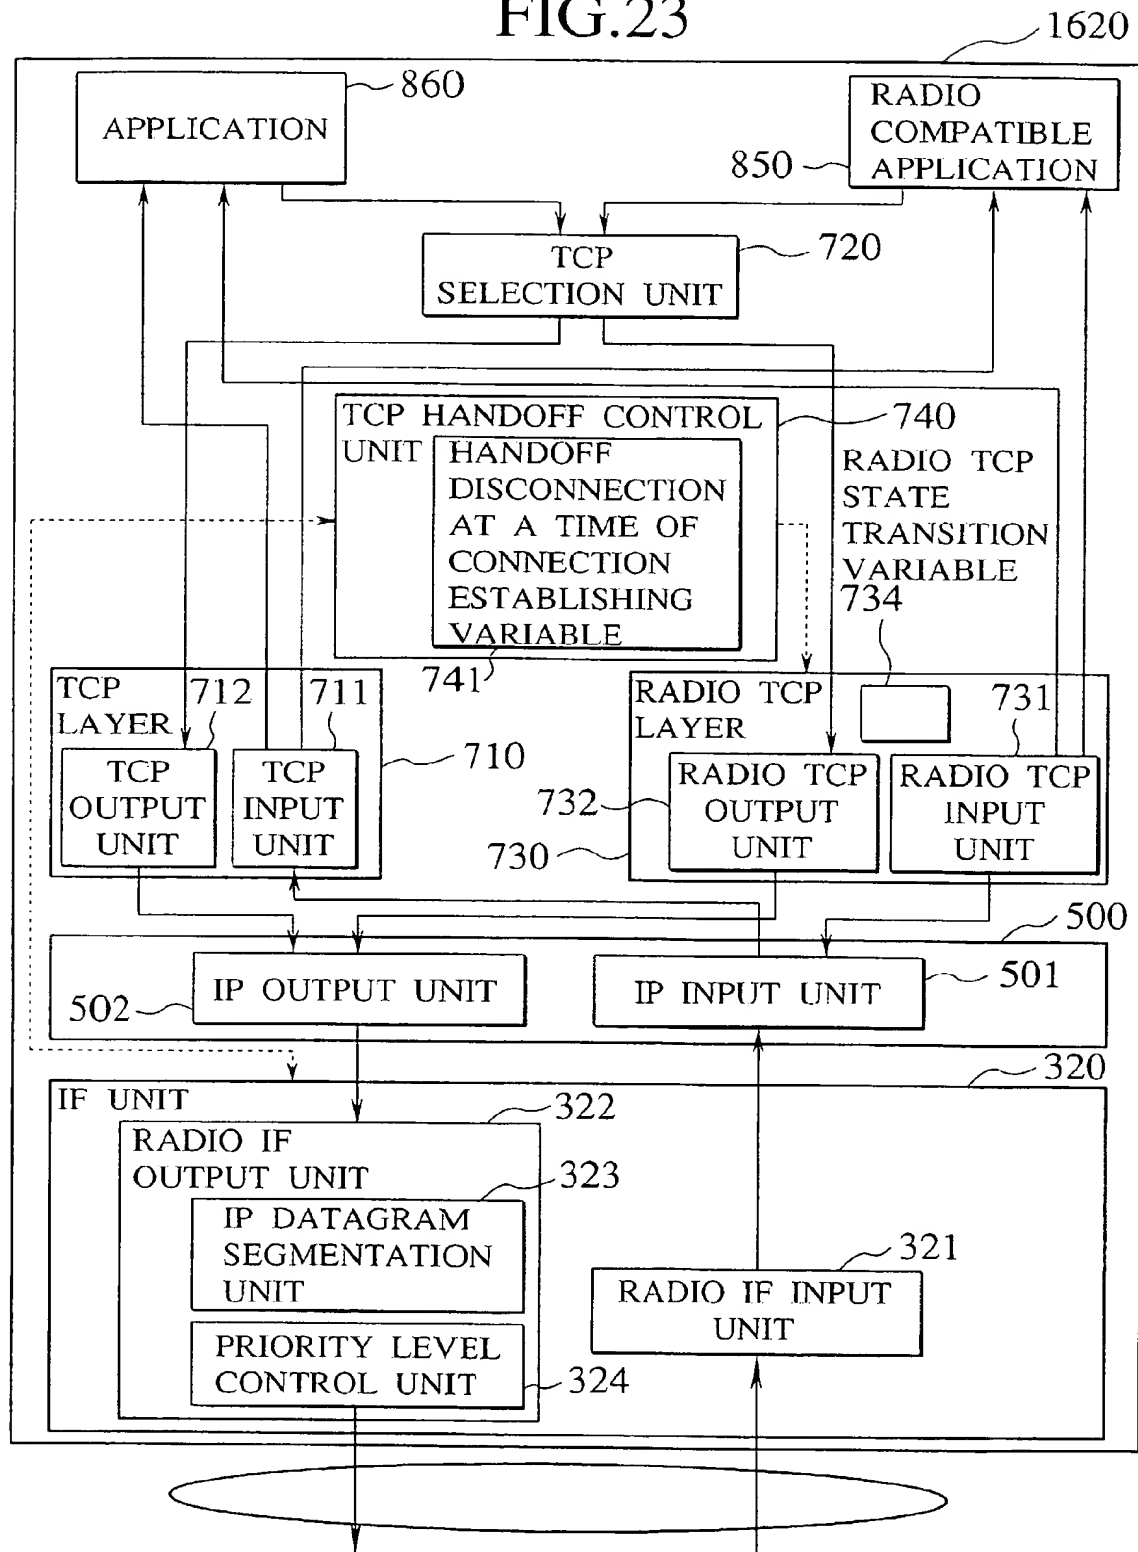 FIG.23
1620
860
APPLICATION
RADIO
COMPATIBLE
APPLICATION
850
720
TCP
SELECTION UNIT
TCP HANDOFF CONTROL
UNIT
740
HANDOFF
DISCONNECTION
AT A TIME OF
CONNECTION
ESTABLISHING
VARIABLE
741
RADIO TCP
STATE
TRANSITION
VARIABLE
734
TCP
LAYER
712
711
710
TCP
OUTPUT
UNIT
TCP
INPUT
UNIT
RADIO TCP
LAYER
731
732
730
RADIO TCP
OUTPUT
UNIT
RADIO TCP
INPUT
UNIT
500
IP OUTPUT UNIT
502
IP INPUT UNIT
501
320
IF UNIT
322
RADIO IF
OUTPUT UNIT
323
IP DATAGRAM
SEGMENTATION
UNIT
321
RADIO IF INPUT
UNIT
PRIORITY LEVEL
CONTROL UNIT
324